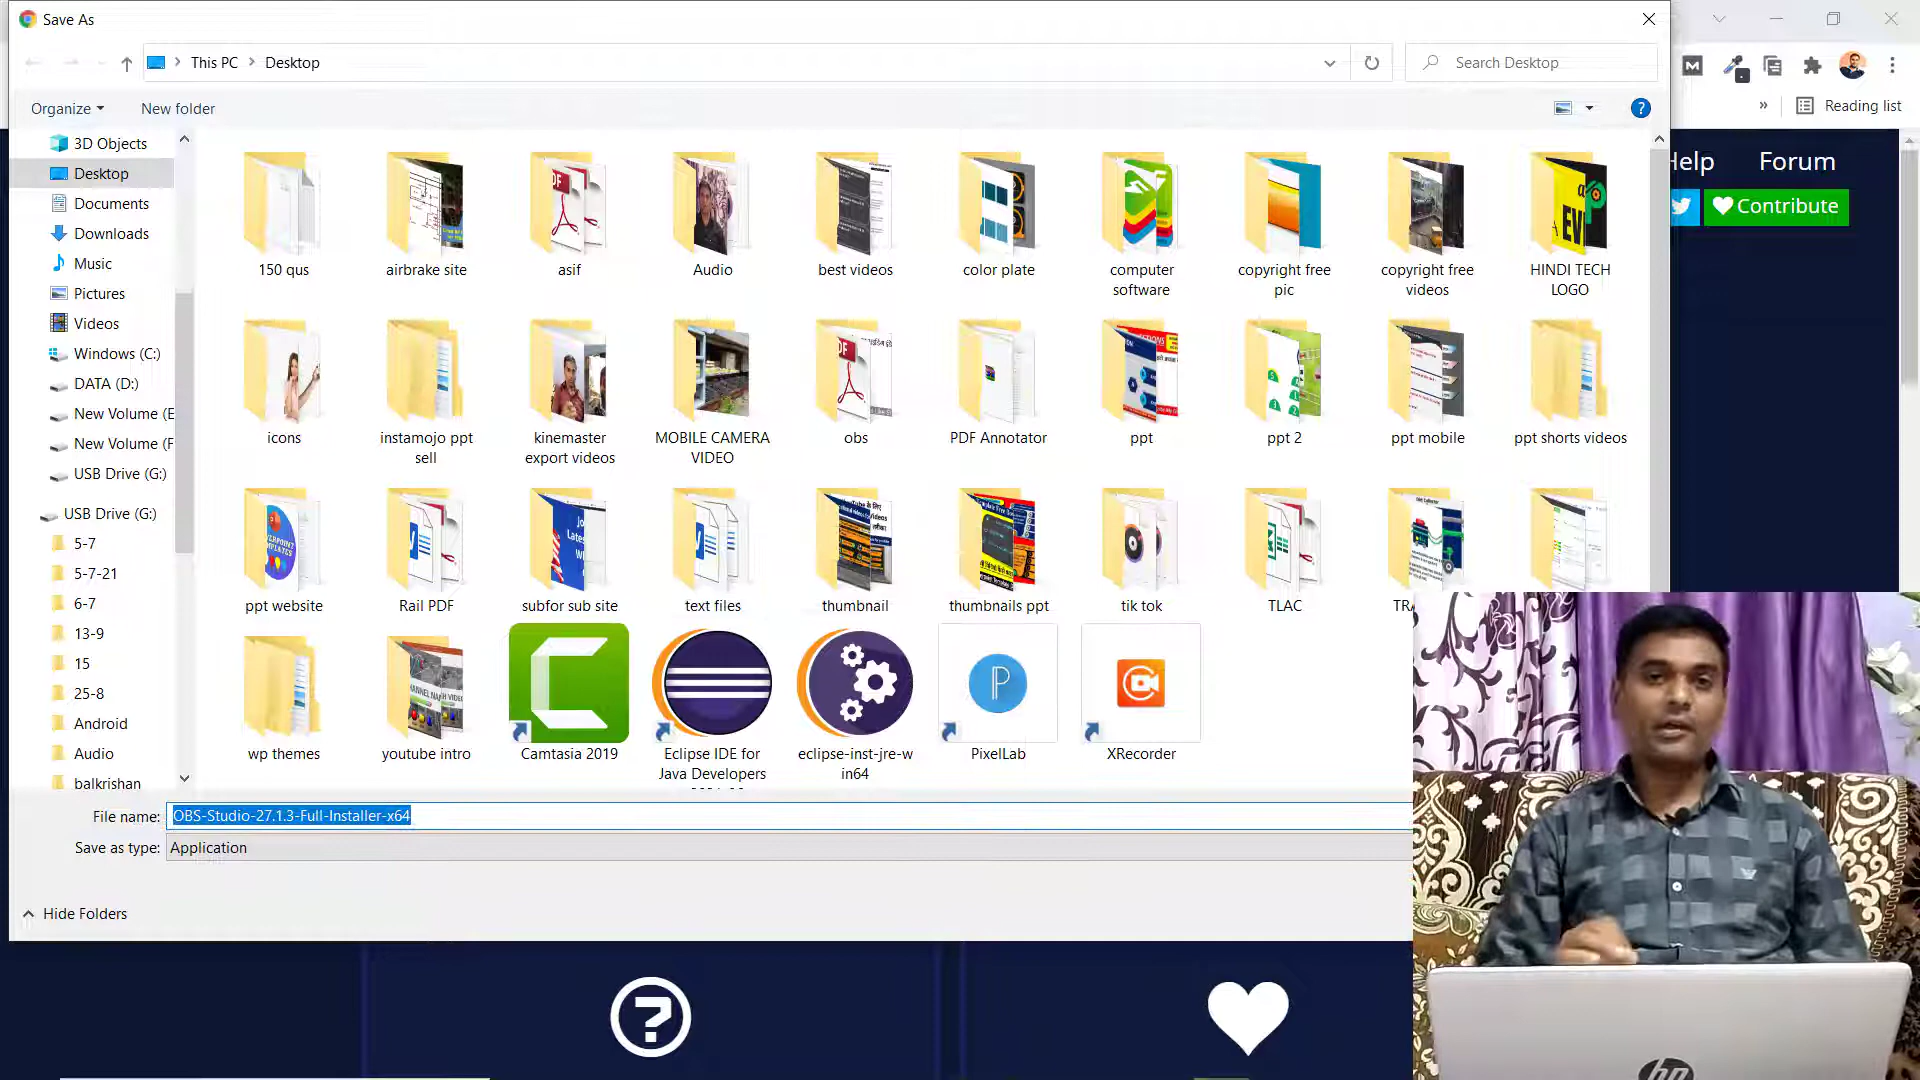 Save As
This PC
Desktop
Search Desktop
Organize
New folder
Reading list
3D Objects
Desktop
Documents
Downloads
Music
Pictures
Videos
Windows (C:)
DATA (D:)
New Volume (E
New Volume (F
USB Drive (G:)
USB Drive (G:)
5-7
5-7-21
6-7
13-9
15
25-8
Android
Audio
balkrishan
150 qus
airbrake site
asif
Audio
best videos
color plate
computer software
copyright free pic
copyright free videos
HINDI TECH LOGO
icons
instamojo ppt sell
kinemaster export videos
MOBILE CAMERA VIDEO
obs
PDF Annotator
ppt
ppt 2
ppt mobile
ppt shorts videos
ppt website
Rail PDF
subfor sub site
text files
thumbnail
thumbnails ppt
tik tok
TLAC
wp themes
youtube intro
Camtasia 2019
Eclipse IDE for Java Developers
eclipse-inst-jre-win64
PixelLab
XRecorder
File name: OBS-Studio-27.1.3-Full-Installer-x64
Save as type: Application
Hide Folders
Help
Forum
Contribute
hp